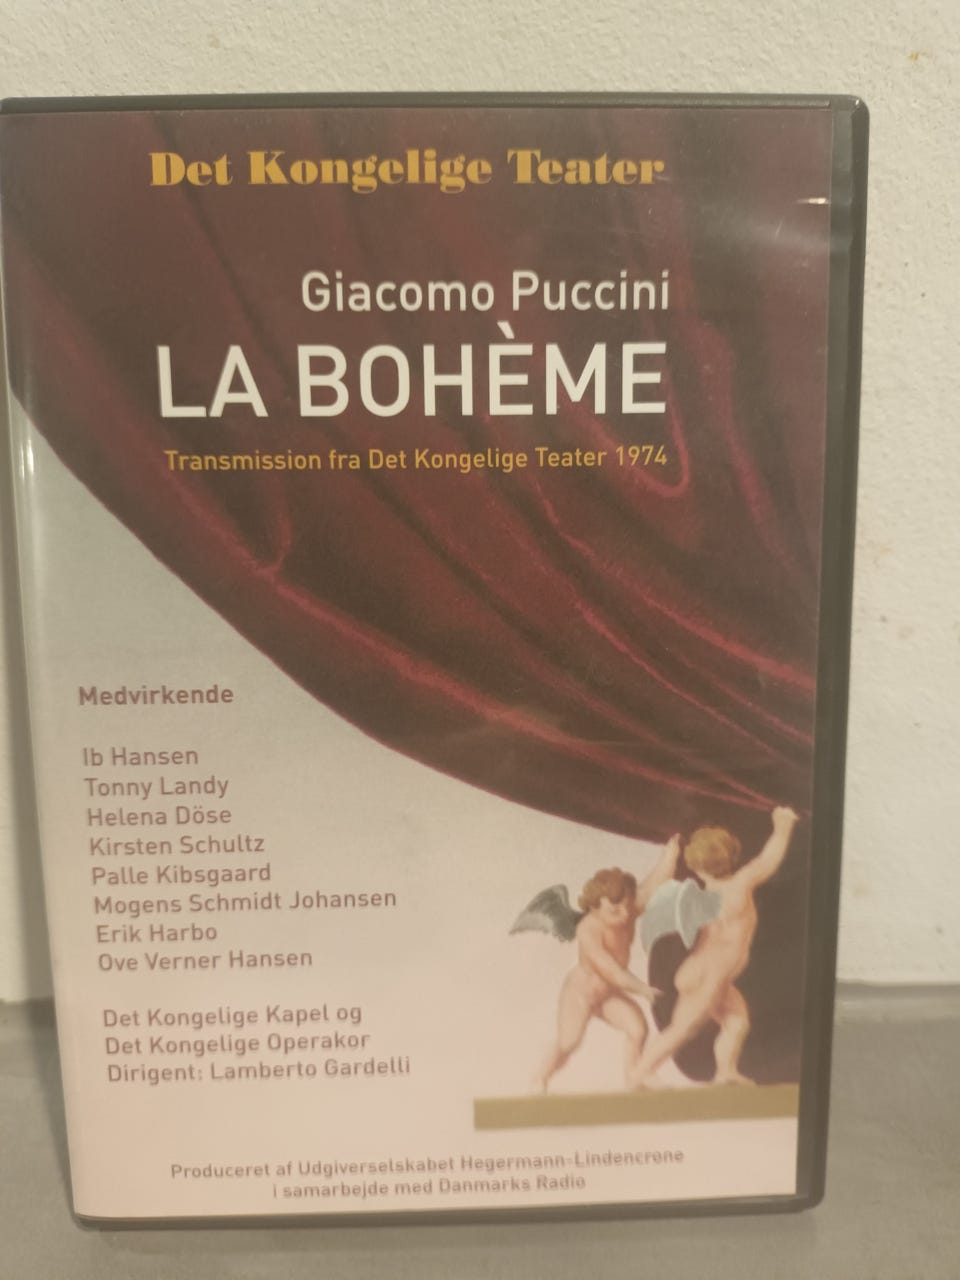 Det Kongelige Teater
Giacomo Puccini
LA BOHÈME
Transmission fra Det Kongelige Teater 1974
Medvirkende
Ib Hansen
Tonny Landy
Helena Döse
Kirsten Schultz
Palle Kibsgaard
Mogens Schmidt Johansen
Erik Harbo
Ove Verner Hansen
Det Kongelige Kapel og
Det Kongelige Operakor
Dirigent: Lamberto Gardelli
Produceret af Udgiverselskabet Hegermann-Lindencrone
i samarbejde med Danmarks Radio